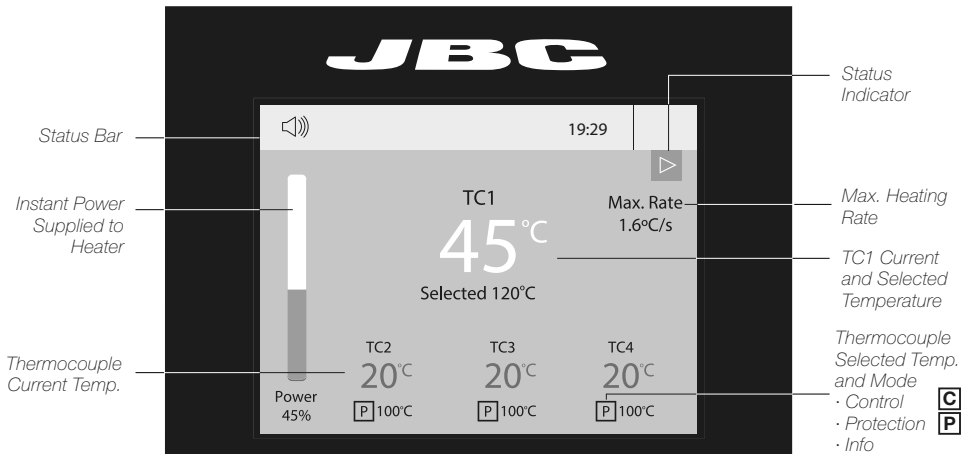 JBC
Status Bar
Instant Power
Supplied to
Heater
Thermocouple
Current Temp.
19:29
TC1
45°C
Selected 120°C
Max. Rate
1.6ºC/s
TC2
20°C
P 100°C
TC3
20°C
P 100°C
TC4
20°C
P 100°C
Power
45%
Status
Indicator
Max. Heating
Rate
TC1 Current
and Selected
Temperature
Thermocouple
Selected Temp.
and Mode
· Control C
· Protection P
· Info